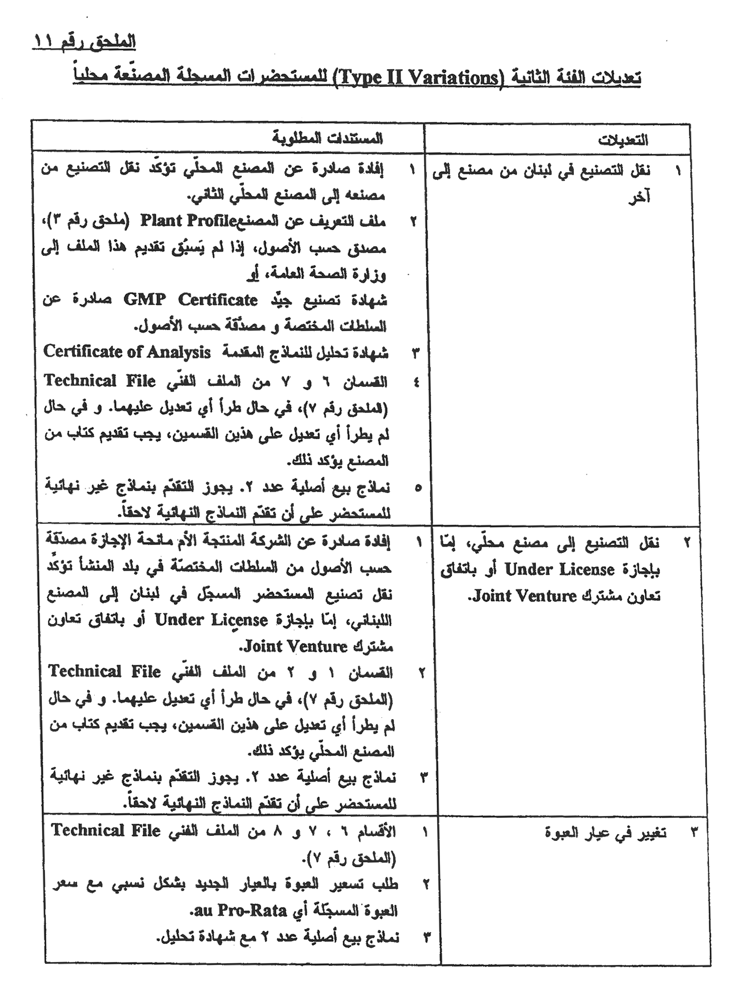 الملحق رقم ١١
تعديلات الفئة الثانية (Type II Variations) للمستحضرات المسجلة المصنّعة محلياً
التعديلات
المستندات المطلوبة
١ نقل التصنيع في لبنان من مصنع إلى
آخر
١ إفادة صادرة عن المصنع المحلّي تؤكّد نقل التصنيع من
مصنعه إلى المصنع المحلّي الثاني.
٢ ملف التعريف عن المصنعPlant Profile (ملحق رقم ٣)،
مصدق حسب الأصول، إذا لم يَسبُق تقديم هذا الملف إلى
وزارة الصحة العامة، أو
شهادة تصنيع جيّد GMP Certificate صادرة عن
السلطات المختصة و مصدّقة حسب الأصول.
٣ شهادة تحليل للنماذج المقدمة Certificate of Analysis
٤ القسمان ٦ و ٧ من الملف الفنّي Technical File
(الملحق رقم ٧)، في حال طرأ أي تعديل عليهما. و في حال
لم يطرأ أي تعديل على هذين القسمين، يجب تقديم كتاب من
المصنع يؤكد ذلك.
٥ نماذج بيع أصلية عدد ٢. يجوز التقدّم بنماذج غير نهائية
للمستحضر على أن تقدّم النماذج النهائية لاحقاً.
٢ نقل التصنيع إلى مصنع محلّي، إمّا
بإجازة Under License أو باتفاق
تعاون مشترك Joint Venture.
١ إفادة صادرة عن الشركة المنتجة الأم مانحة الإجازة مصدّقة
حسب الأصول من السلطات المختصّة في بلد المنشأ تؤكّد
نقل تصنيع المستحضر المسجّل في لبنان إلى المصنع
اللبناني، إمّا بإجازة Under License أو باتفاق تعاون
مشترك Joint Venture.
٢ القسمان ١ و ٢ من الملف الفنّي Technical File
(الملحق رقم ٧)، في حال طرأ أي تعديل عليهما. و في حال
لم يطرأ أي تعديل على هذين القسمين، يجب تقديم كتاب من
المصنع المحلّي يؤكد ذلك.
٣ نماذج بيع أصلية عدد ٢. يجوز التقدّم بنماذج غير نهائية
للمستحضر على أن تقدّم النماذج النهائية لاحقاً.
٣ تغيير في عيار العبوة
١ الأقسام ٦ ، ٧ و ٨ من الملف الفني Technical File
(الملحق رقم ٧).
٢ طلب تسعير العبوة بالعيار الجديد بشكل نسبي مع سعر
العبوة المسجّلة أي au Pro-Rata.
٣ نماذج بيع أصلية عدد ٢ مع شهادة تحليل.